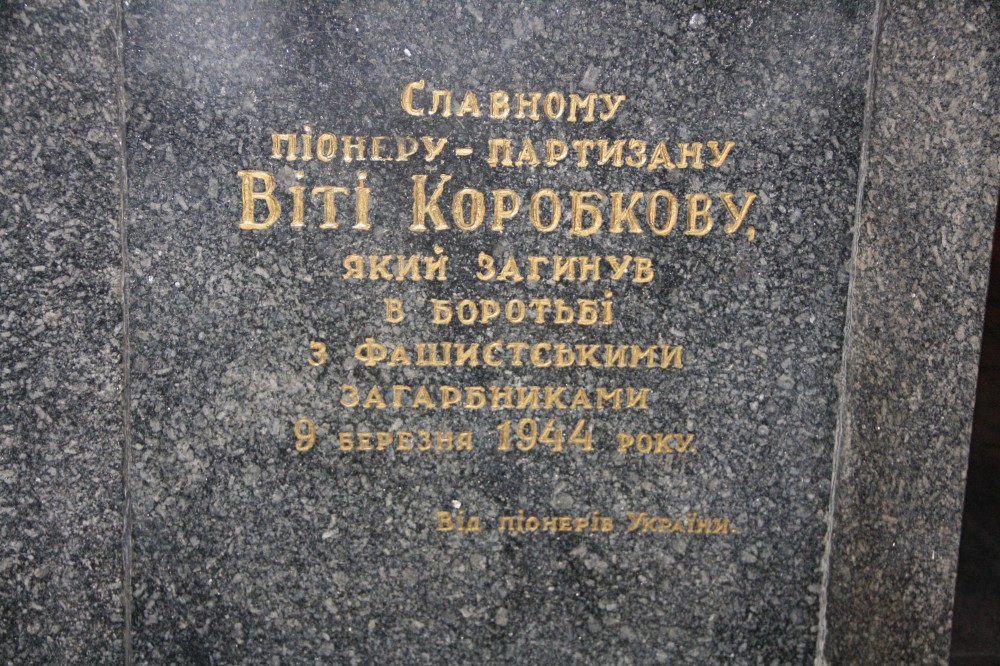 Славному
піонеру - партизану
Віті Коробкову,
який загинув
в боротьбі
з фашистськими
загарбниками
9 березня 1944 року.
Від піонерів України.